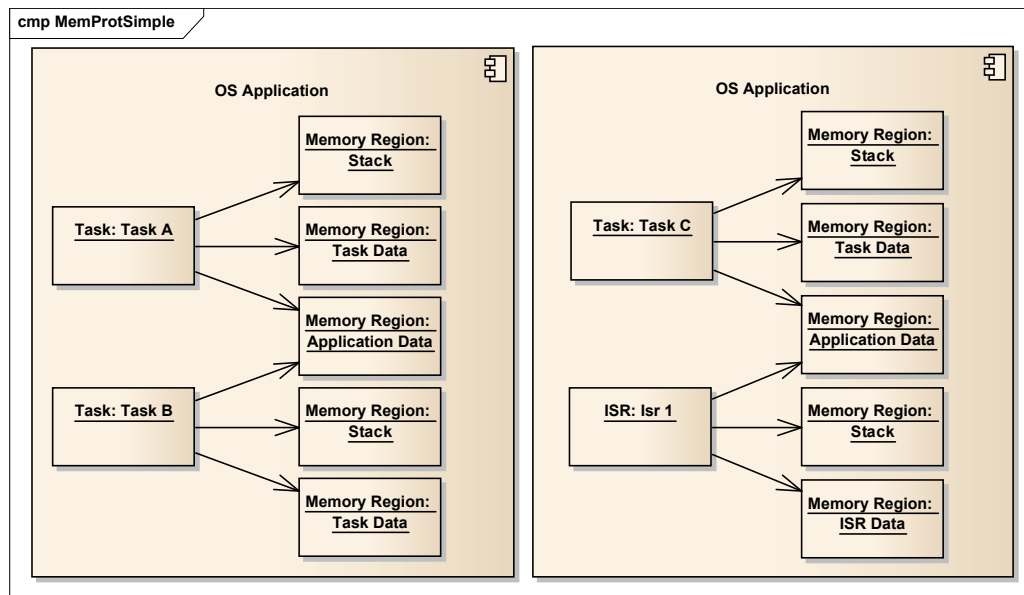 cmp MemProtSimple
OS Application
Memory Region:
Stack
Task: Task A
Memory Region:
Task Data
Memory Region:
Application Data
Task: Task B
Memory Region:
Stack
Memory Region:
Task Data
OS Application
Memory Region:
Stack
Task: Task C
Memory Region:
Task Data
Memory Region:
Application Data
ISR: Isr 1
Memory Region:
Stack
Memory Region:
ISR Data